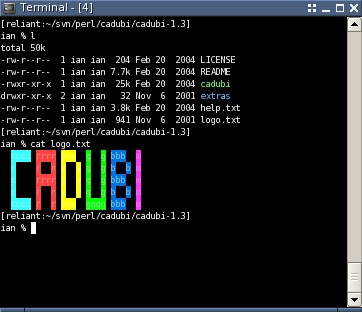 Terminal - [4]
[reliant:~/svn/perl/cadubi/cadubi-1.3]
ian % l
total 50k
-rw-r--r-- 1 ian ian 204 Feb 20 2004 LICENSE
-rw-r--r-- 1 ian ian 7.7k Feb 20 2004 README
-rwxr-xr-x 1 ian ian 25k Feb 20 2004 cadubi
drwxr-xr-x 2 ian ian 32 Nov 6 2001 extras
-rw-r--r-- 1 ian ian 3.8k Feb 20 2004 help.txt
-rw-r--r-- 1 ian ian 941 Nov 6 2001 logo.txt
[reliant:~/svn/perl/cadubi/cadubi-1.3]
ian % cat logo.txt
CADUBI
[reliant:~/svn/perl/cadubi/cadubi-1.3]
ian %